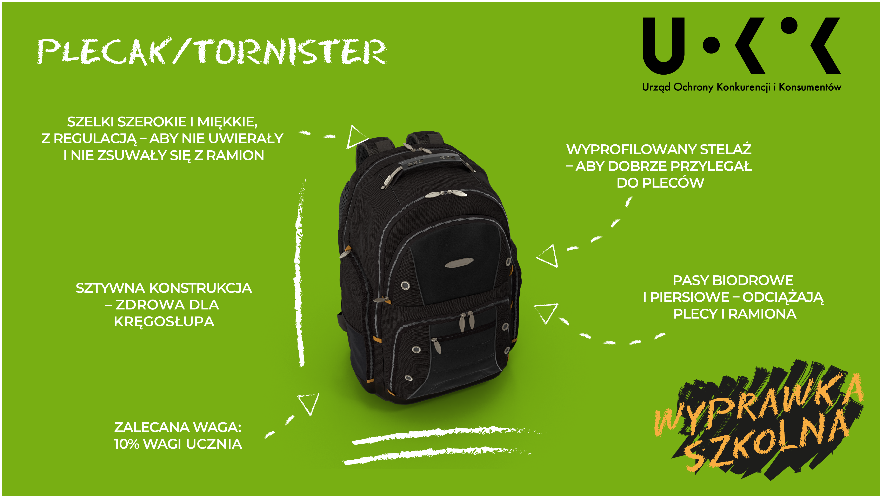 PLECAK/TORNISTER
UOKiK
Urząd Ochrony Konkurencji i Konsumentów
SZELKI SZEROKIE I MIĘKKIE,
Z REGULACJĄ – ABY NIE UWIERAŁY
I NIE ZSUWAŁY SIĘ Z RAMION
WYPROFILOWANY STELAŻ
– ABY DOBRZE PRZYLEGAŁ
DO PLECÓW
SZTYWNA KONSTRUKCJA
– ZDROWA DLA
KRĘGOSŁUPA
PASY BIODROWE
I PIERSIOWE – ODCIĄŻAJĄ
PLECY I RAMIONA
ZALECANA WAGA:
10% WAGI UCZNIA
WYPRAWKA
SZKOLNA